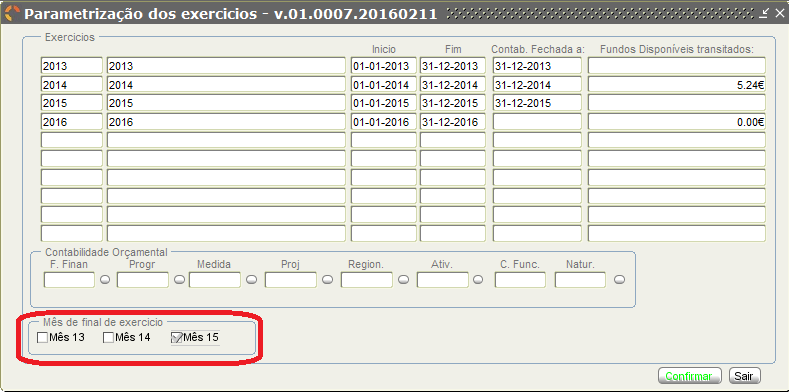 Parametrização dos exercicios - v.01.0007.20160211
Exercicios
Inicio Fim Contab. Fechada a: Fundos Disponíveis transitados:
2013 2013 01-01-2013 31-12-2013 31-12-2013
2014 2014 01-01-2014 31-12-2014 31-12-2014 5.24€
2015 2015 01-01-2015 31-12-2015 31-12-2015
2016 2016 01-01-2016 31-12-2016 0.00€
Contabilidade Orçamental
F. Finan Progr Medida Proj Region. Ativ. C. Func. Natur.
Mês de final de exercicio
Mês 13 Mês 14 Mês 15
Confirmar Sair